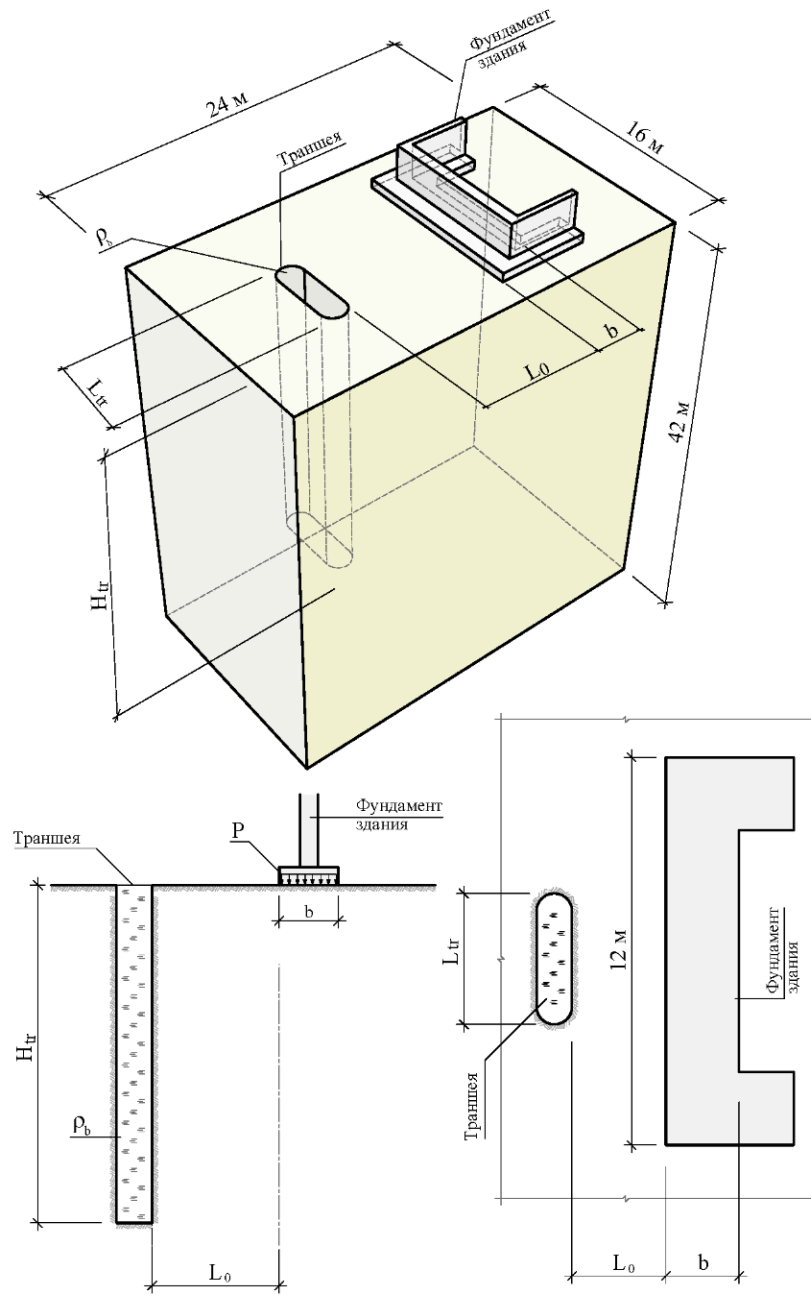 Фундамент
здания
24 м
16 м
Траншея
ρb
b
L0
Ltr
42 м
Htr
Траншея
P
Фундамент
здания
b
Htr
ρb
L0
Ltr
12 м
Фундамент
здания
Траншея
L0
b